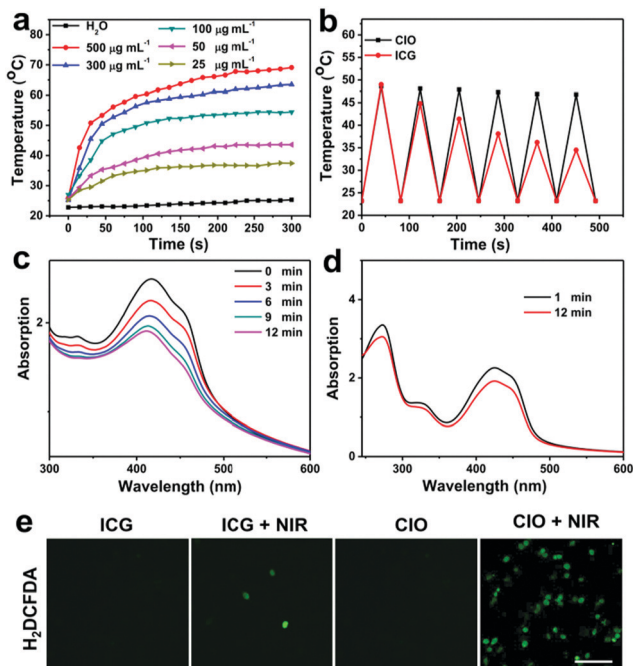 a
H₂O
500 μg mL⁻¹
300 μg mL⁻¹
100 μg mL⁻¹
50 μg mL⁻¹
25 μg mL⁻¹
Temperature (°C)
80
70
60
50
40
30
20
0 50 100 150 200 250 300
Time (s)
b
CIO
ICG
Temperature (°C)
65
60
55
50
45
40
35
30
25
20
0 100 200 300 400 500
Time (s)
c
0 min
3 min
6 min
9 min
12 min
Absorption
2
300 400 500 600
Wavelength (nm)
d
1 min
12 min
Absorption
4
2
0
300 400 500 600
Wavelength (nm)
e
ICG ICG + NIR CIO CIO + NIR
H₂DCFDA